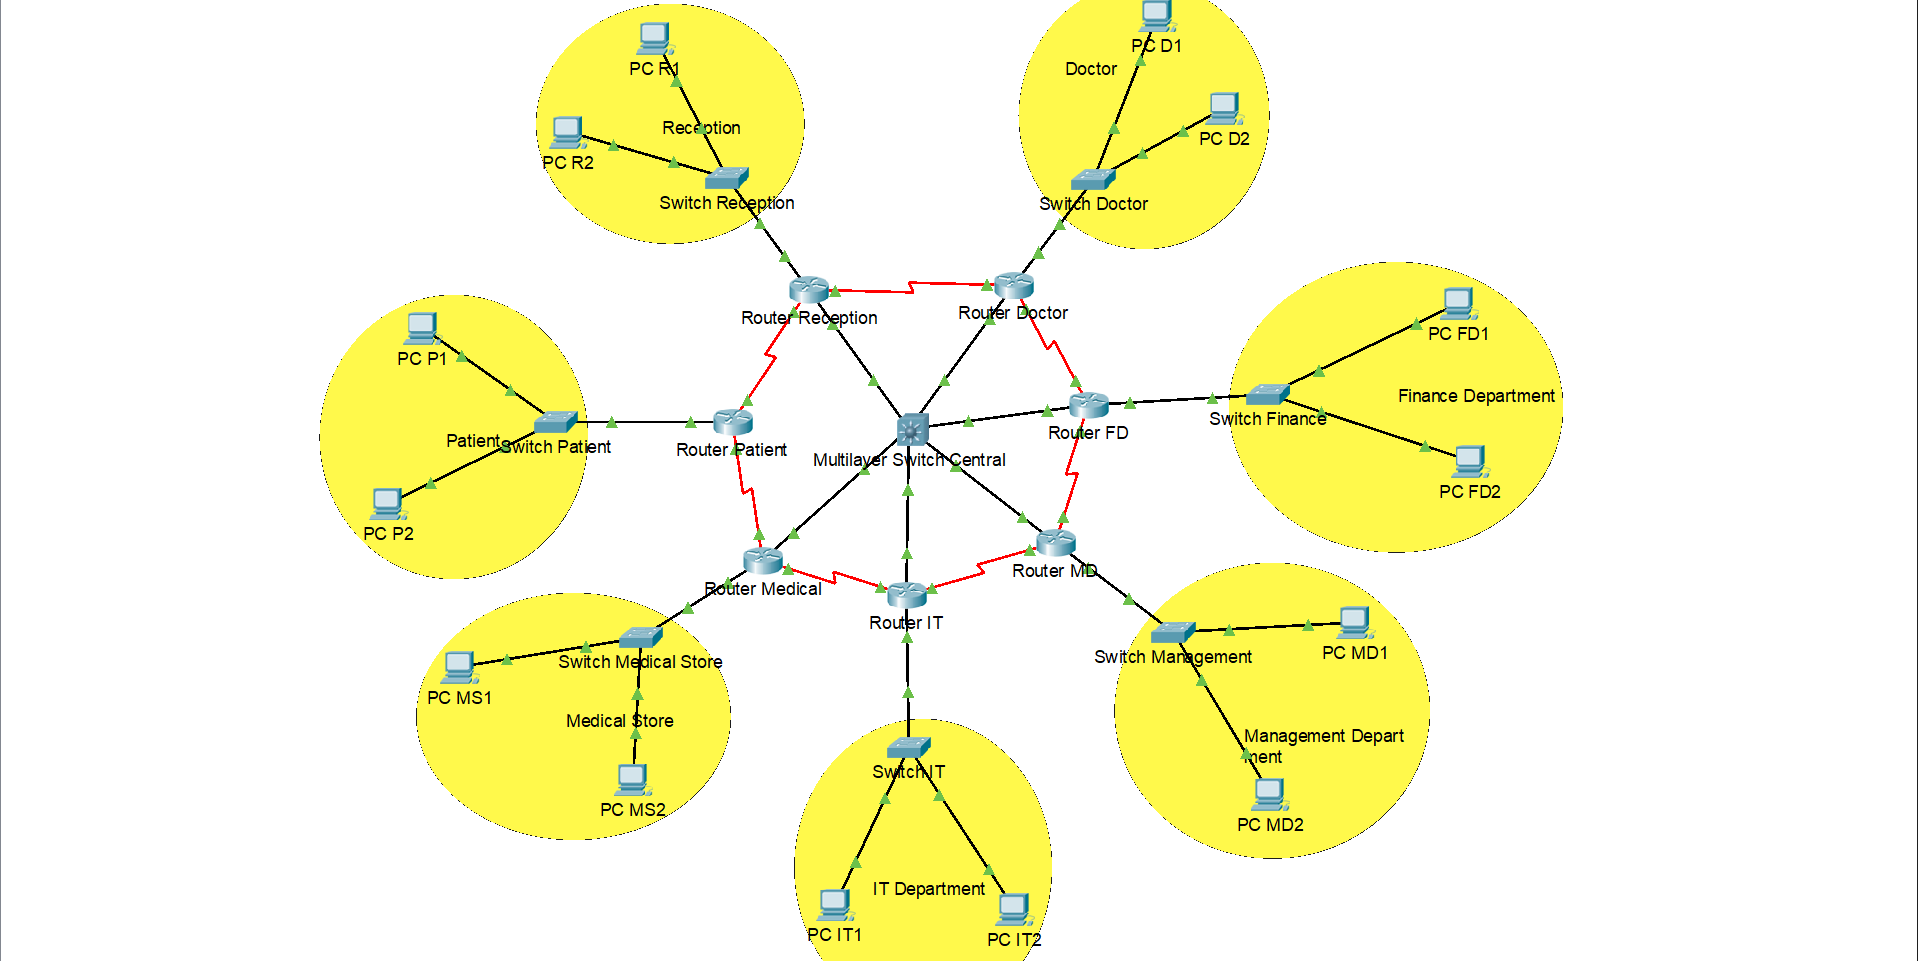 PC D1
Doctor
PC R1
Reception
PC D2
PC R2
Switch Reception
Switch Doctor
Router Reception
Router Doctor
PC FD1
PC P1
Finance Department
Switch Finance
Router FD
Patient
Switch Patient
Router Patient
Multilayer Switch Central
PC FD2
PC P2
Router MD
Router Medical
Router IT
PC MD1
Switch Management
Switch Medical Store
PC MS1
Medical Store
Management Depart
ment
Switch IT
PC MS2
PC MD2
IT Department
PC IT1
PC IT2